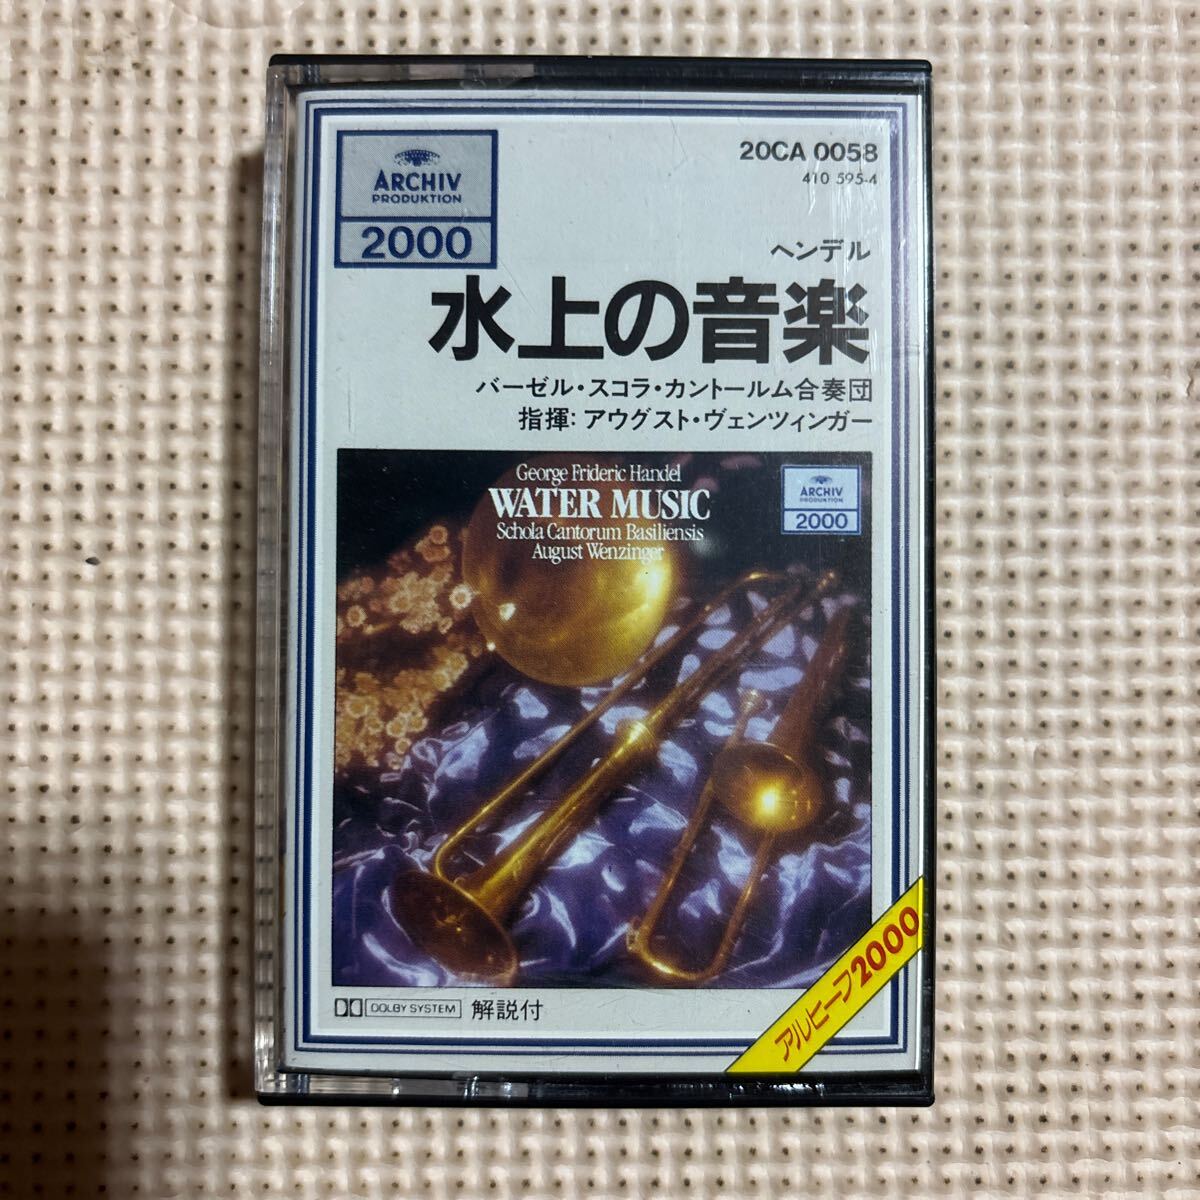 ARCHIV
PRODUKTION
2000
20CA 0058
410 595-4
ヘンデル
水上の音楽
バーゼル・スコラ・カントールム合奏団
指揮: アウグスト・ヴェンツィンガー
George Frideric Handel
WATER MUSIC
Schola Cantorum Basiliensis
August Wenzinger
ARCHIV
PRODUKTION
2000
DOLBY SYSTEM 解説付
アルヒーフ2000